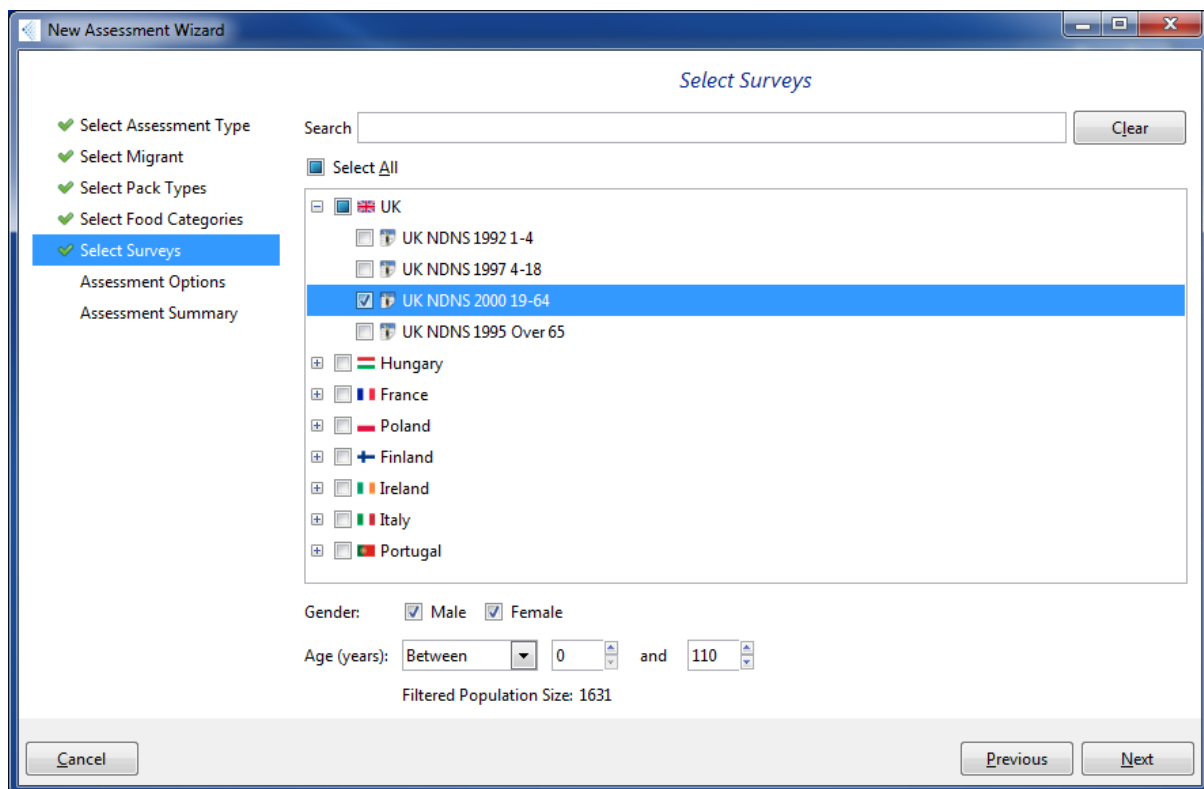 New Assessment Wizard
Select Surveys
Select Assessment Type
Select Migrant
Select Pack Types
Select Food Categories
Select Surveys
Assessment Options
Assessment Summary
Search Clear
Select All
UK
UK NDNS 1992 1-4
UK NDNS 1997 4-18
UK NDNS 2000 19-64
UK NDNS 1995 Over 65
Hungary
France
Poland
Finland
Ireland
Italy
Portugal
Gender: Male Female
Age (years): Between 0 and 110
Filtered Population Size: 1631
Cancel Previous Next